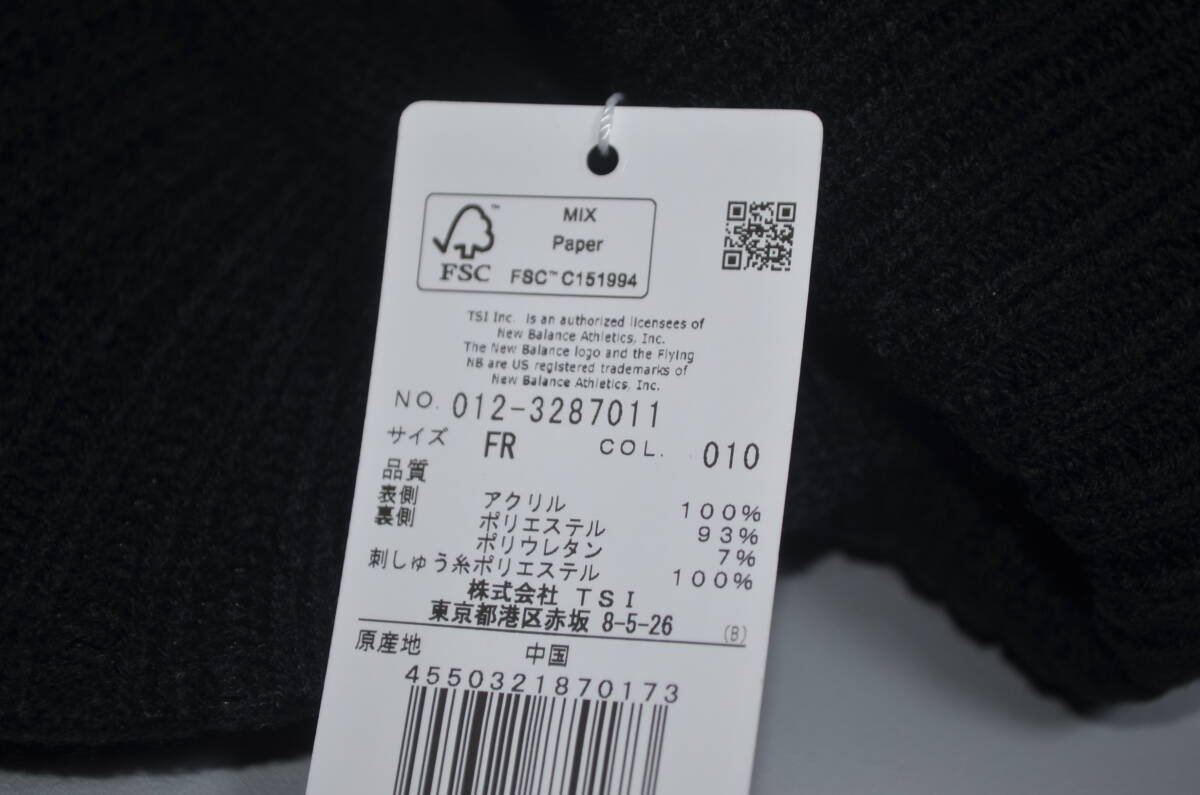 MIX
Paper
FSC™ C151994
FSC™
TSI Inc. is an authorized licensees of
New Balance Athletics, Inc.
The New Balance logo and the Flying
NB are US registered trademarks of
New Balance Athletics, Inc.
NO. 012-3287011
サイズ FR COL. 010
品質
表側 アクリル 100%
裏側 ポリエステル 93%
ポリウレタン 7%
刺しゅう糸ポリエステル 100%
株式会社 TSI
東京都港区赤坂 8-5-26 (B)
原産地 中国
4550321870173